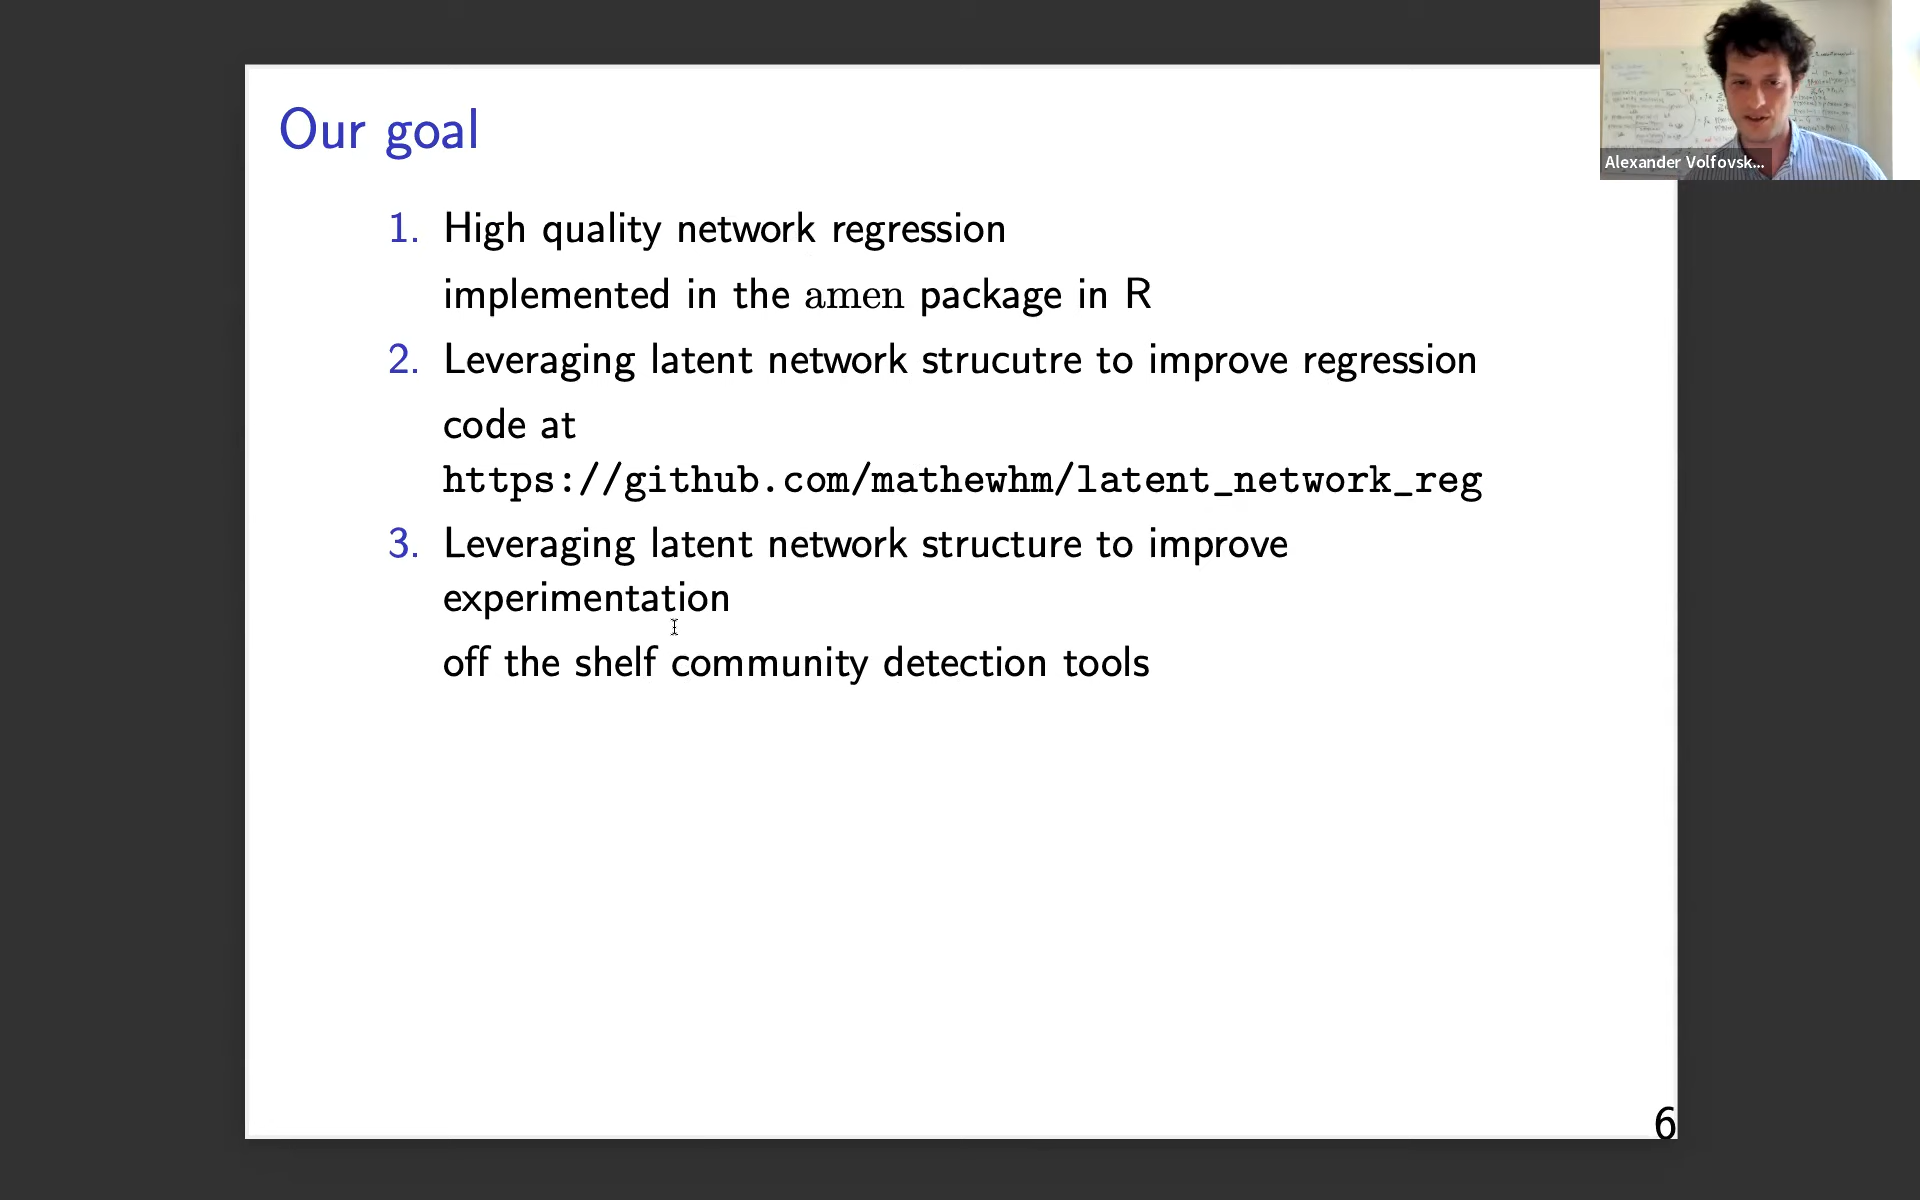 Our goal
1. High quality network regression
implemented in the amen package in R
2. Leveraging latent network strucutre to improve regression
code at
https://github.com/mathewhm/latent_network_reg
3. Leveraging latent network structure to improve
experimentation
off the shelf community detection tools
6
Alexander Volfovsk...